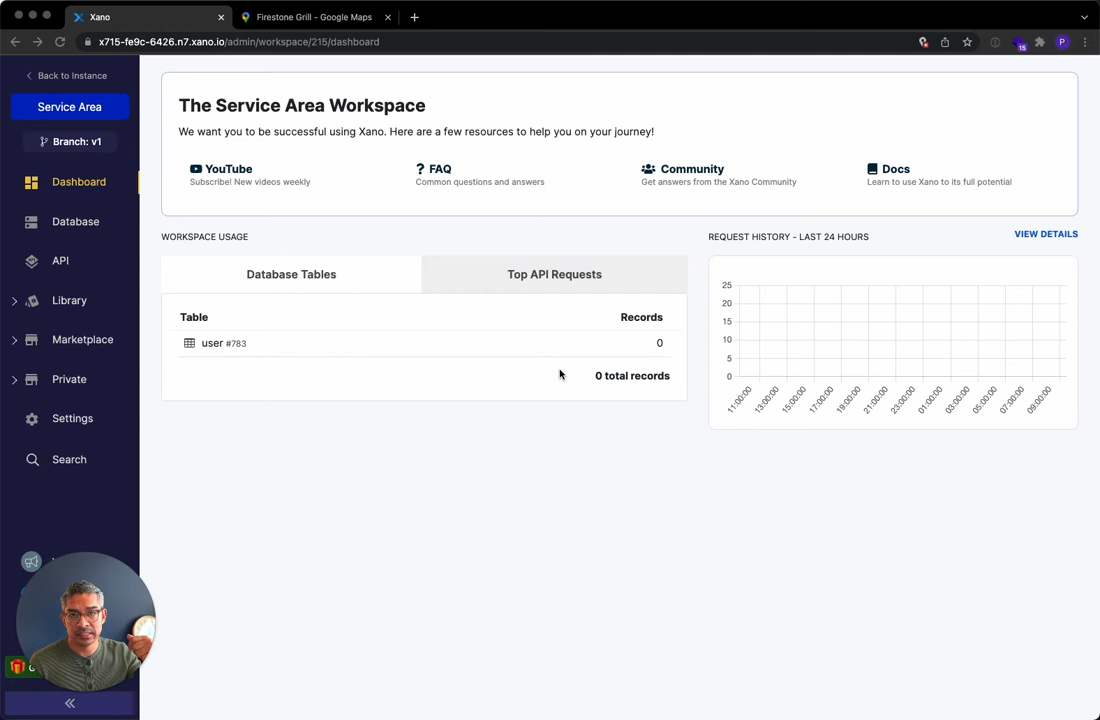 Xano
Firestone Grill - Google Maps
x715-fe9c-6426.n7.xano.io/admin/workspace/215/dashboard
15
P
Back to Instance
Service Area
Branch: v1
Dashboard
Database
API
Library
Marketplace
Private
Settings
Search
The Service Area Workspace
We want you to be successful using Xano. Here are a few resources to help you on your journey!
YouTube
Subscribe! New videos weekly
? FAQ
Common questions and answers
Community
Get answers from the Xano Community
Docs
Learn to use Xano to its full potential
WORKSPACE USAGE
Database Tables
Top API Requests
Table
Records
user #783
0
0 total records
REQUEST HISTORY - LAST 24 HOURS
VIEW DETAILS
25
20
15
10
5
0
11:00:00
13:00:00
15:00:00
17:00:00
19:00:00
21:00:00
23:00:00
01:00:00
03:00:00
05:00:00
07:00:00
09:00:00